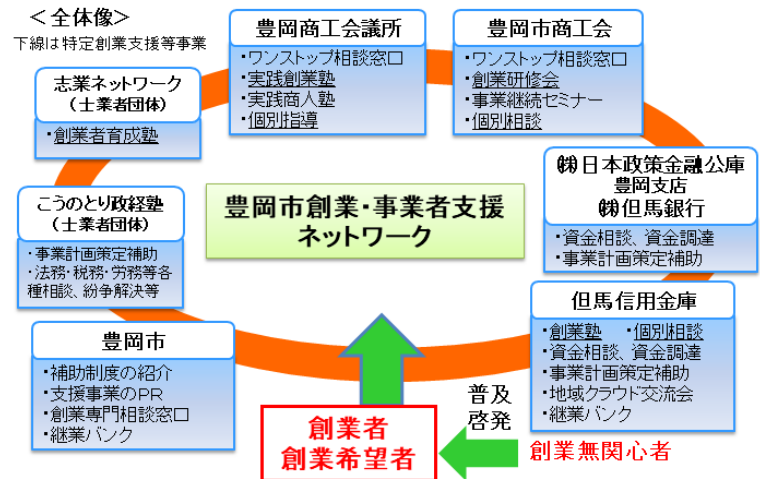 ＜全体像＞
下線は特定創業支援等事業
豊岡商工会議所
・ワンストップ相談窓口
・実践創業塾
・実践商人塾
・個別指導
豊岡市商工会
・ワンストップ相談窓口
・創業研修会
・事業継続セミナー
・個別相談
志業ネットワーク
（士業者団体）
・創業者育成塾
㈱日本政策金融公庫
豊岡支店
㈱但馬銀行
・資金相談、資金調達
・事業計画策定補助
こうのとり政経塾
（士業者団体）
・事業計画策定補助
・法務・税務・労務等各
種相談、紛争解決等
豊岡市創業・事業者支援
ネットワーク
但馬信用金庫
・創業塾　・個別相談
・資金相談、資金調達
・事業計画策定補助
・地域クラウド交流会
・継業バンク
豊岡市
・補助制度の紹介
・支援事業のPR
・創業専門相談窓口
・継業バンク
創業者
創業希望者
普及
啓発
創業無関心者